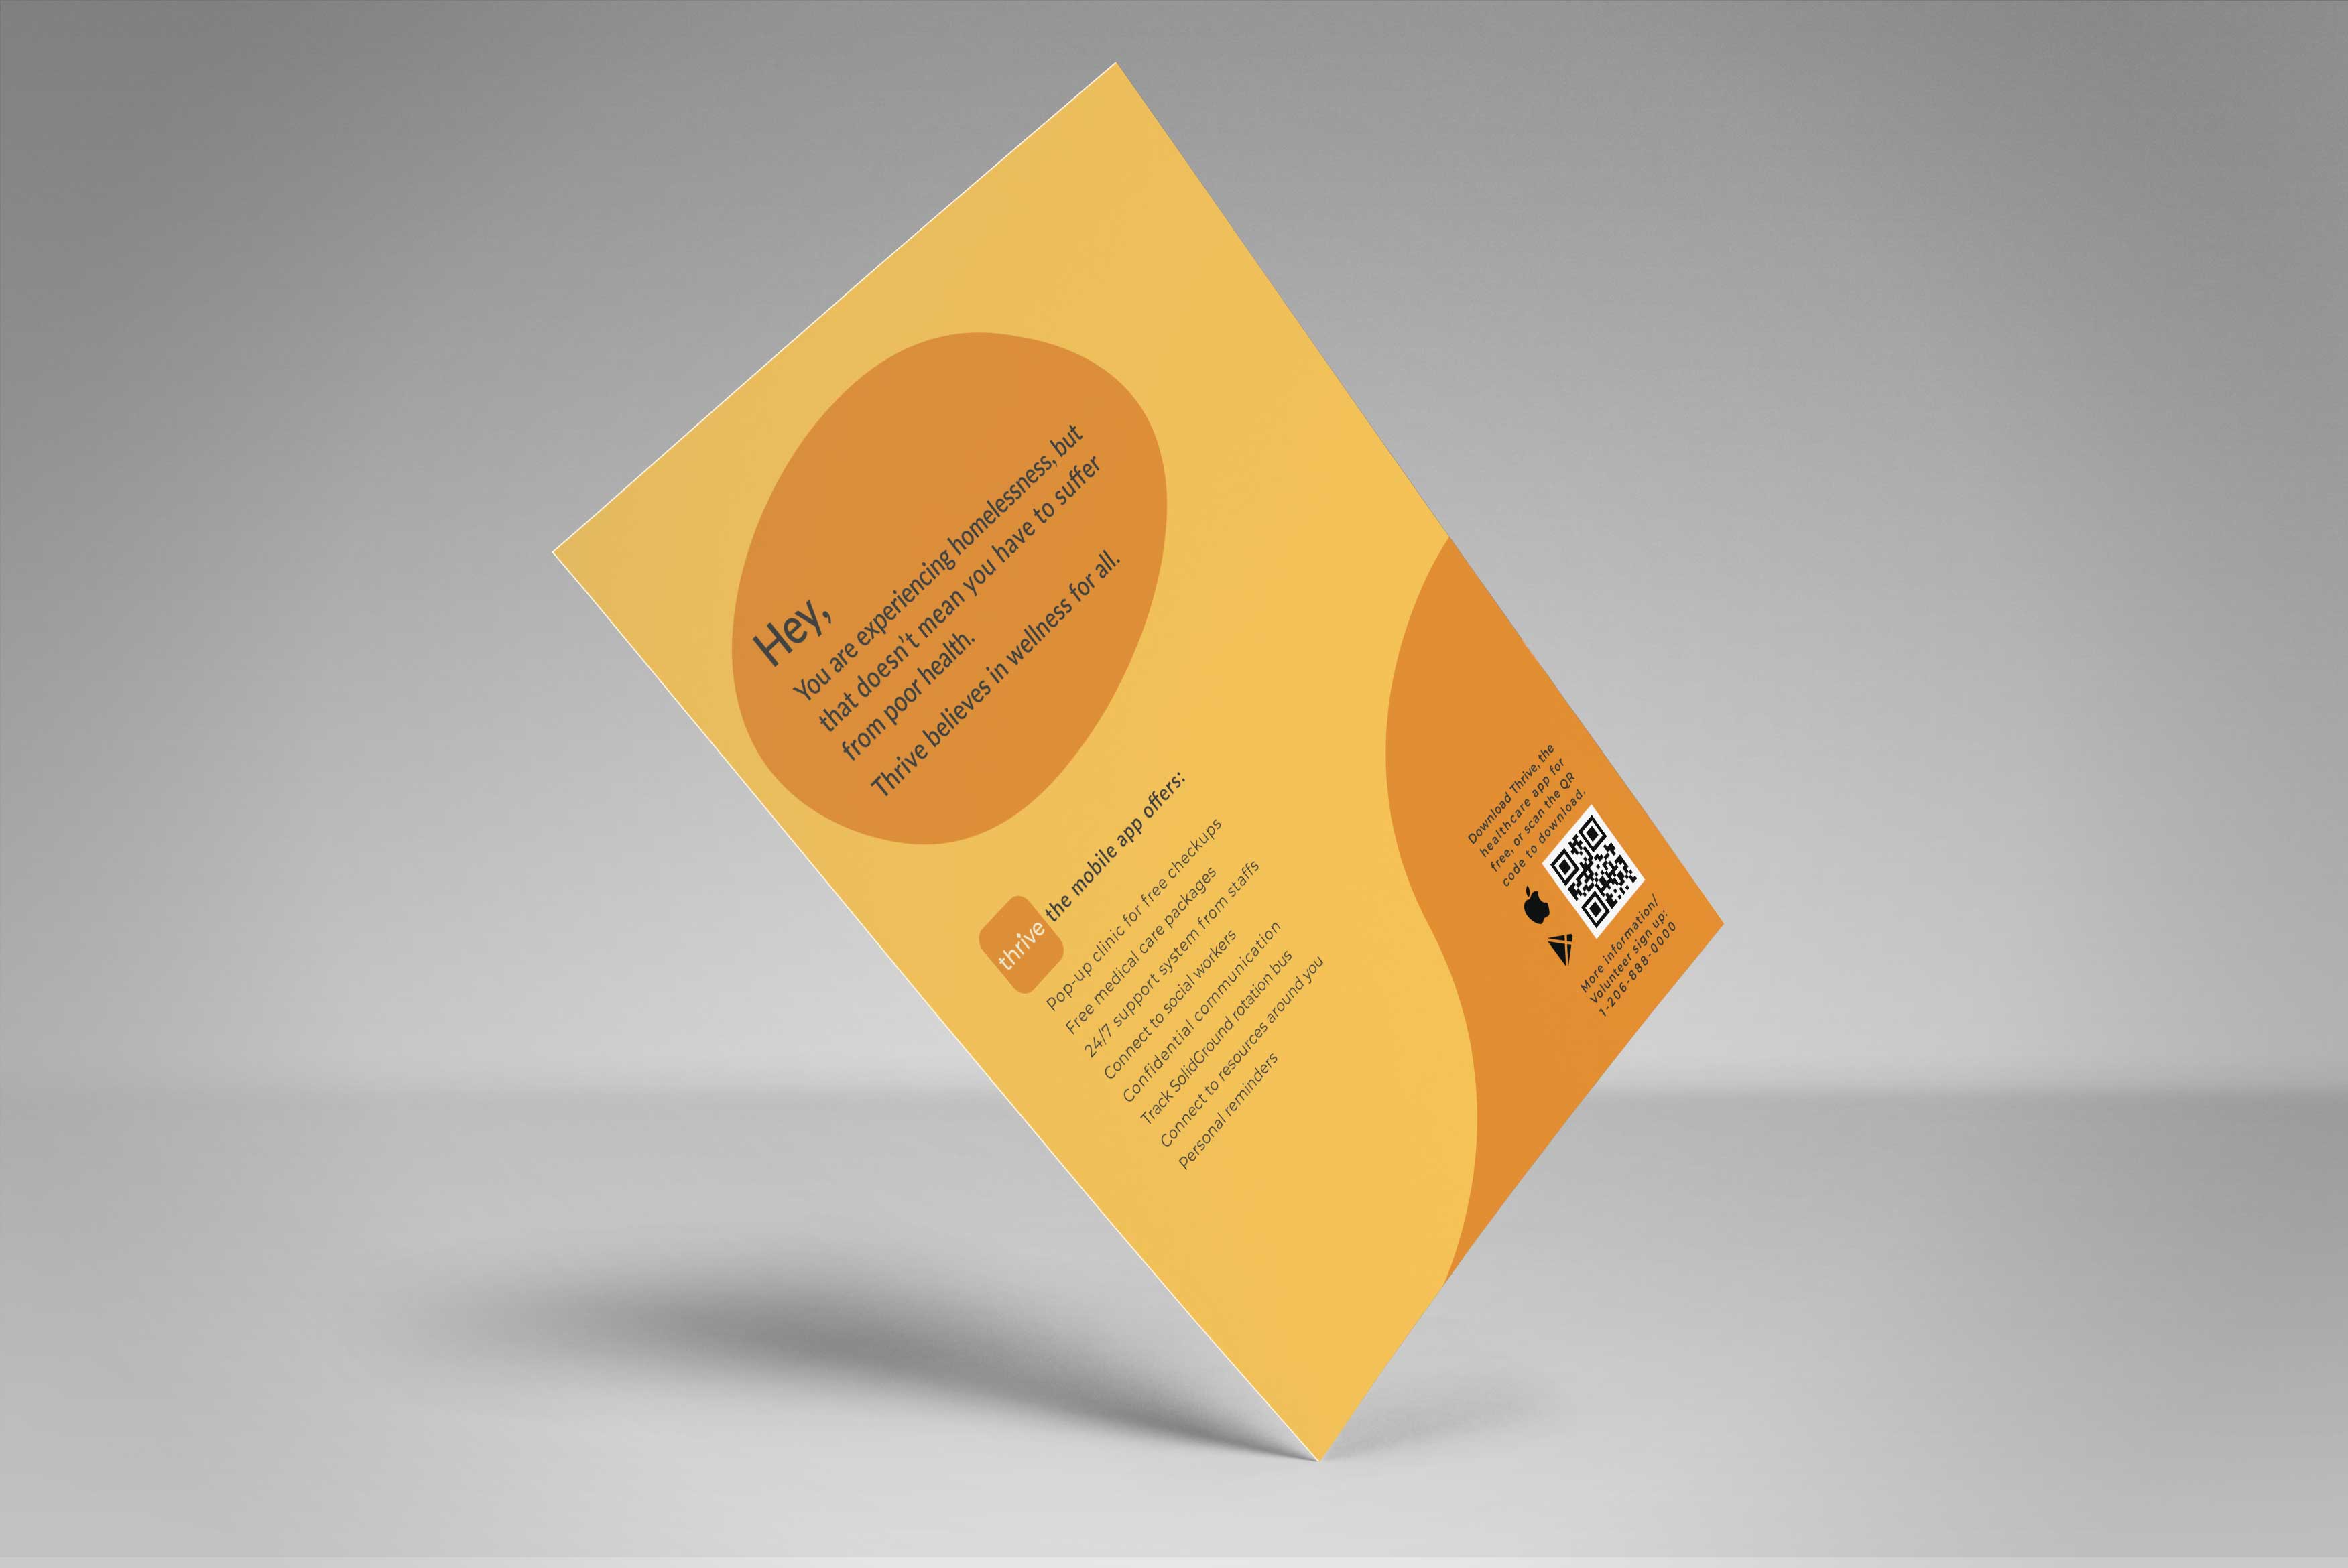 Hey,
You are experiencing homelessness, but
that doesn't mean you have to suffer
from poor health.
Thrive believes in wellness for all.
thrive
the mobile app offers:
Pop-up clinic for free checkups
Free medical care packages
24/7 support system from staffs
Connect to social workers
Confidential communication
Track SolidGround rotation bus
Connect to resources around you
Personal reminders
Download Thrive, the
healthcare app for
free, or scan the QR
code to download.
More information/
Volunteer sign up:
1-206-888-0000